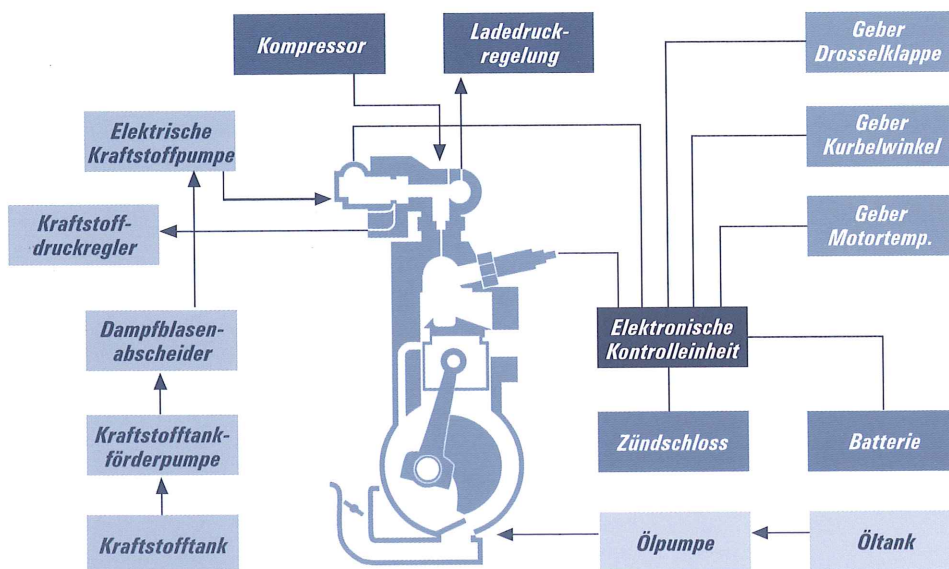 Kompressor
Ladedruck-
regelung
Geber
Drosselklappe
Elektrische
Kraftstoffpumpe
Geber
Kurbelwinkel
Kraftstoff-
druckregler
Geber
Motortemp.
Dampfblasen-
abscheider
Elektronische
Kontrolleinheit
Kraftstofftank-
förderpumpe
Zündschloss
Batterie
Kraftstofftank
Ölpumpe
Öltank